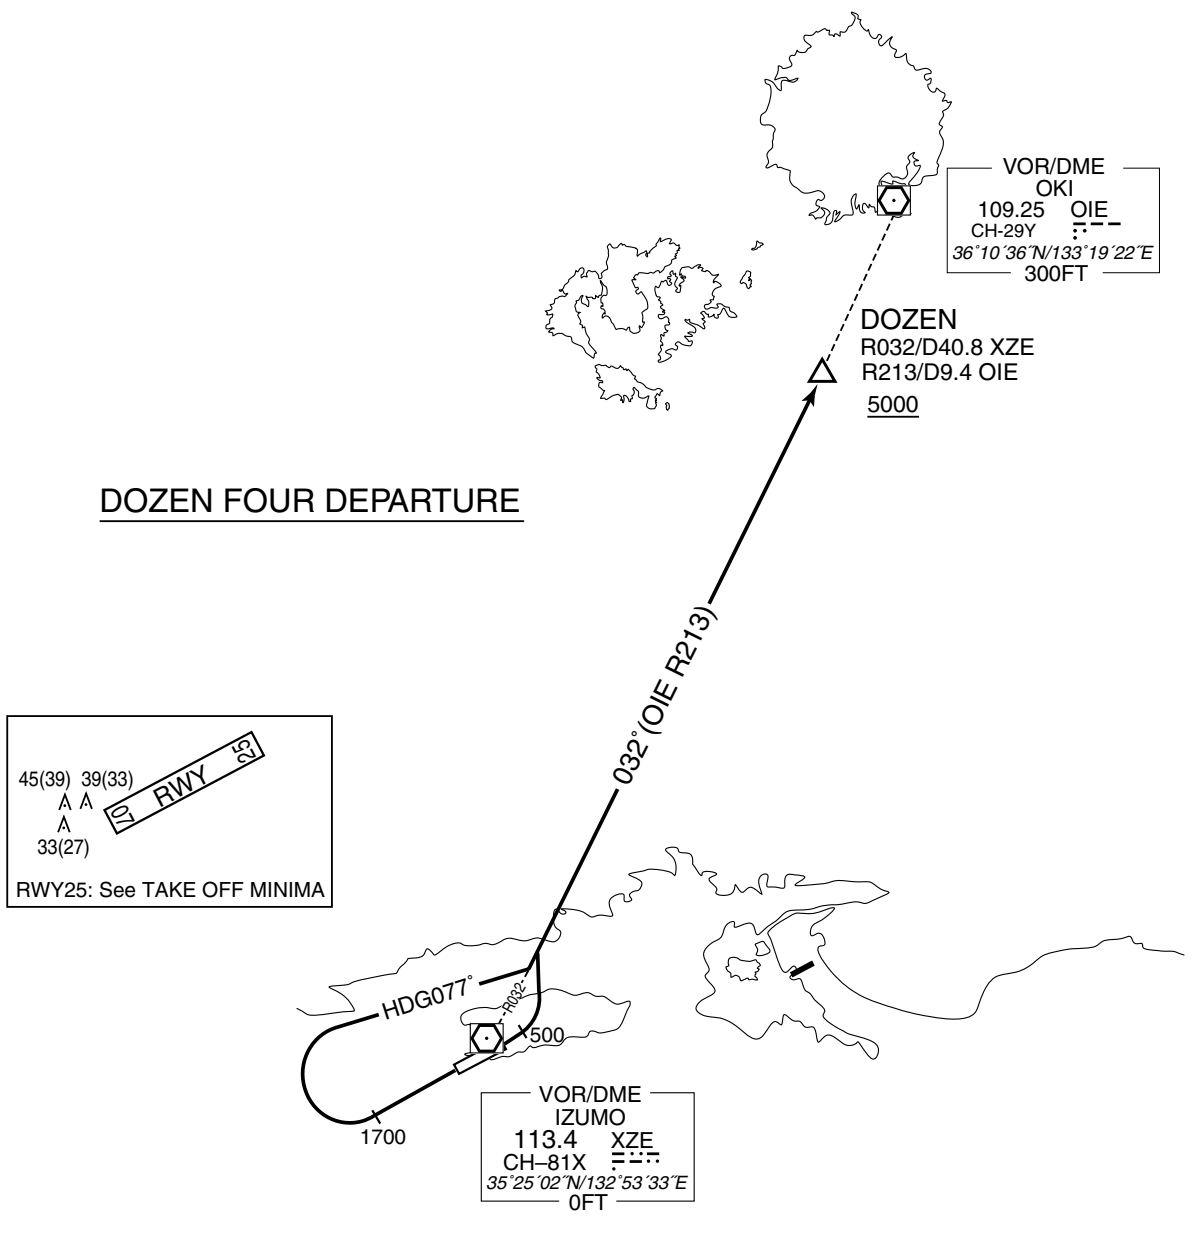 VOR/DME
OKI
109.25 OIE
CH-29Y
36°10´36˝N/133°19´22˝E
300FT
DOZEN
R032/D40.8 XZE
R213/D9.4 OIE
5000
DOZEN FOUR DEPARTURE
032°(OIE R213)
45(39) 39(33)
33(27)
07 RWY 25
RWY25: See TAKE OFF MINIMA
HDG077°
R032
500
1700
VOR/DME
IZUMO
113.4 XZE
CH–81X
35°25´02˝N/132°53´33˝E
0FT